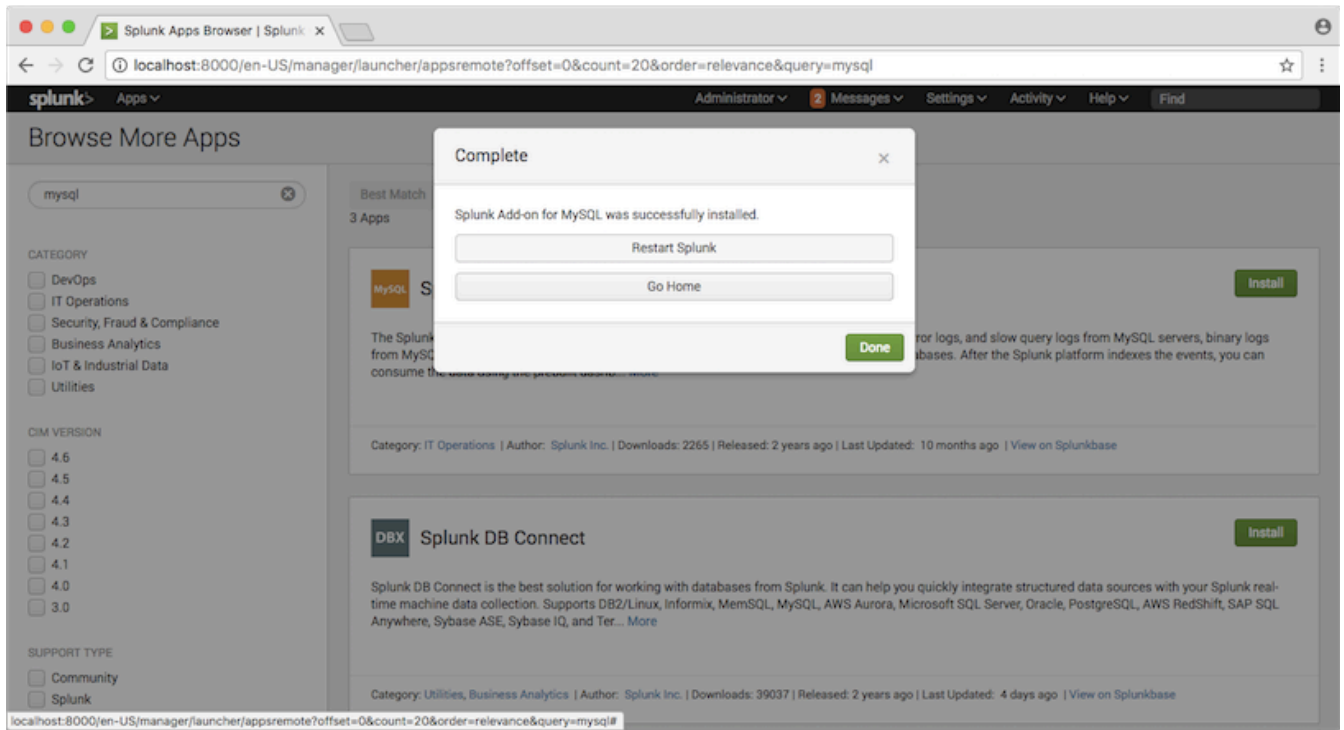 Splunk Apps Browser | Splunk
localhost:8000/en-US/manager/launcher/appsremote?offset=0&count=20&order=relevance&query=mysql
splunk> Apps Administrator 2 Messages Settings Activity Help Find
Browse More Apps
mysql
CATEGORY
DevOps
IT Operations
Security, Fraud & Compliance
Business Analytics
IoT & Industrial Data
Utilities
CIM VERSION
4.6
4.5
4.4
4.3
4.2
4.1
4.0
3.0
SUPPORT TYPE
Community
Splunk
Best Match
3 Apps
Complete
Splunk Add-on for MySQL was successfully installed.
Restart Splunk
Go Home
Done
MySQL S Install
The Splunk ror logs, and slow query logs from MySQL servers, binary logs
from MySQ abases. After the Splunk platform indexes the events, you can
consume the data using the prebuilt dashb... More
Category: IT Operations | Author: Splunk Inc. | Downloads: 2265 | Released: 2 years ago | Last Updated: 10 months ago | View on Splunkbase
DBX Splunk DB Connect Install
Splunk DB Connect is the best solution for working with databases from Splunk. It can help you quickly integrate structured data sources with your Splunk real-
time machine data collection. Supports DB2/Linux, Informix, MemSQL, MySQL, AWS Aurora, Microsoft SQL Server, Oracle, PostgreSQL, AWS RedShift, SAP SQL
Anywhere, Sybase ASE, Sybase IQ, and Ter... More
Category: Utilities, Business Analytics | Author: Splunk Inc. | Downloads: 39037 | Released: 2 years ago | Last Updated: 4 days ago | View on Splunkbase
localhost:8000/en-US/manager/launcher/appsremote?offset=0&count=20&order=relevance&query=mysql#